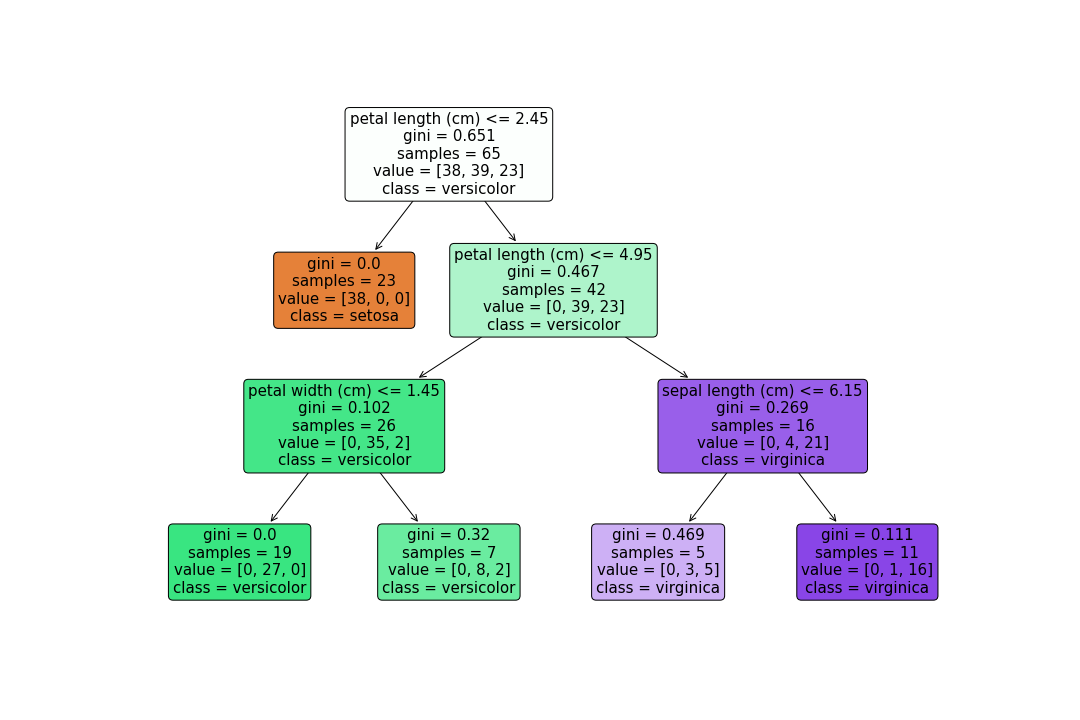 petal length (cm) <= 2.45
gini = 0.651
samples = 65
value = [38, 39, 23]
class = versicolor
gini = 0.0
samples = 23
value = [38, 0, 0]
class = setosa
petal length (cm) <= 4.95
gini = 0.467
samples = 42
value = [0, 39, 23]
class = versicolor
petal width (cm) <= 1.45
gini = 0.102
samples = 26
value = [0, 35, 2]
class = versicolor
sepal length (cm) <= 6.15
gini = 0.269
samples = 16
value = [0, 4, 21]
class = virginica
gini = 0.0
samples = 19
value = [0, 27, 0]
class = versicolor
gini = 0.32
samples = 7
value = [0, 8, 2]
class = versicolor
gini = 0.469
samples = 5
value = [0, 3, 5]
class = virginica
gini = 0.111
samples = 11
value = [0, 1, 16]
class = virginica